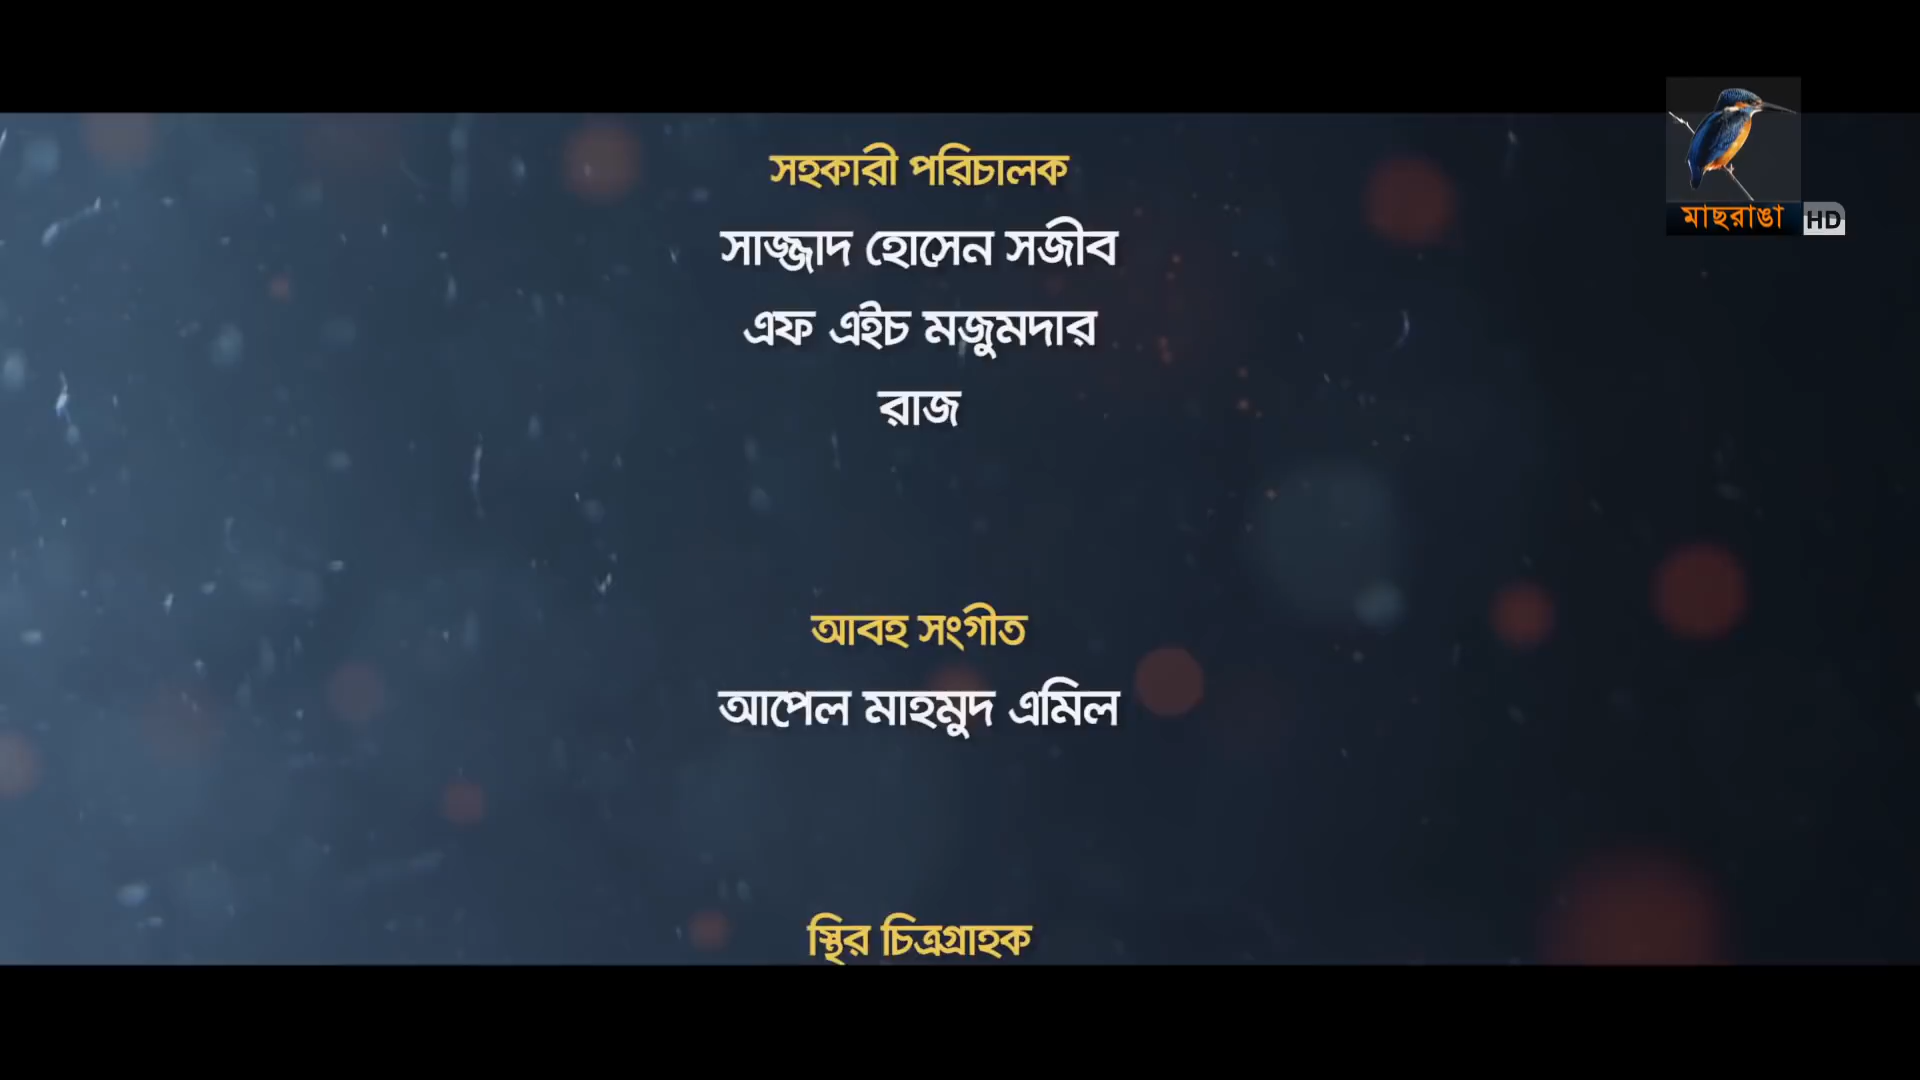 সহকারী পরিচালক
সাজ্জাদ হোসেন সজীব
এফ এইচ মজুমদার
রাজ
আবহ সংগীত
আপেল মাহমুদ এমিল
স্থির চিত্রগ্রাহক
মাছরাঙা HD